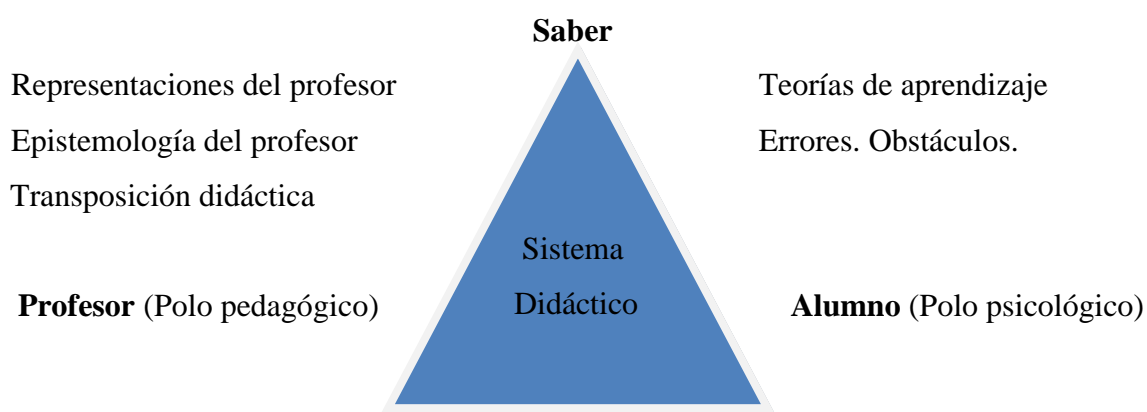 Saber
Representaciones del profesor
Teorías de aprendizaje
Epistemología del profesor
Errores. Obstáculos.
Transposición didáctica
Sistema
Didáctico
Profesor (Polo pedagógico)
Alumno (Polo psicológico)